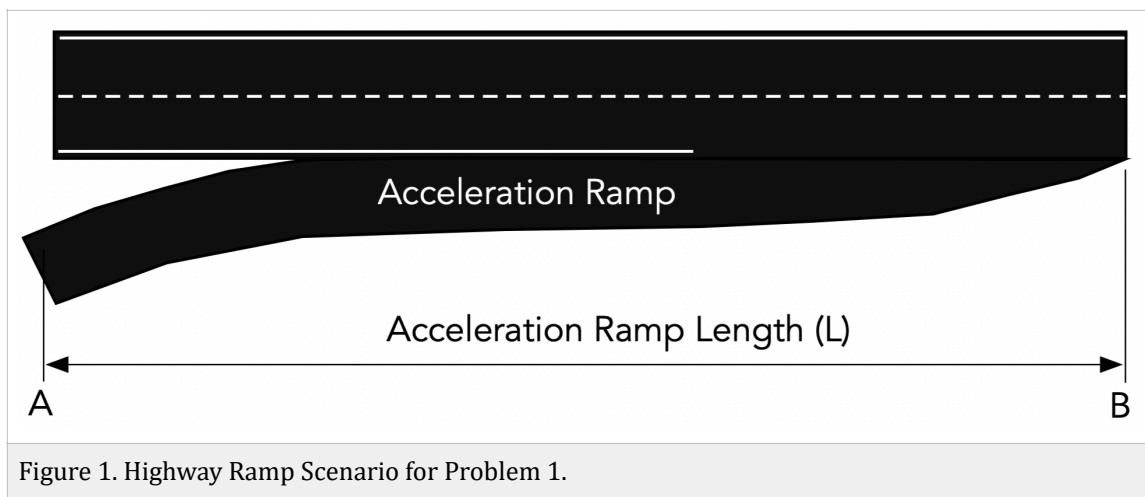 Acceleration Ramp
Acceleration Ramp Length (L)
A
B
Figure 1. Highway Ramp Scenario for Problem 1.